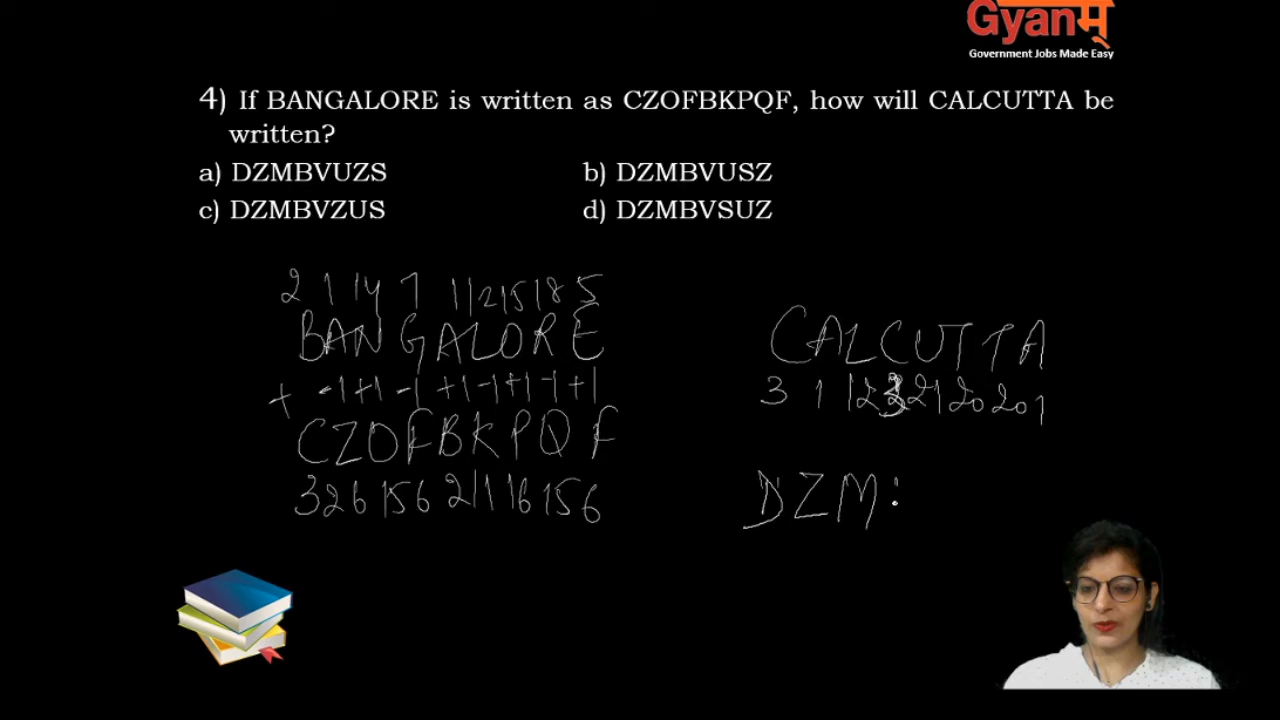 Gyanम्
Government Jobs Made Easy
4) If BANGALORE is written as CZOFBKPQF, how will CALCUTTA be
written?
a) DZMBVUZS b) DZMBVUSZ
c) DZMBVZUS d) DZMBVSUZ
2 1 14 7 1 12 15 18 5
BANGALORE
+ -1 +1 -1 +1 -1 +1 -1 +1
CZOFBKPQF
3 26 15 6 2 11 16 15 6
CALCUTTA
3 1 12 3 21 20 20 1
DZM: